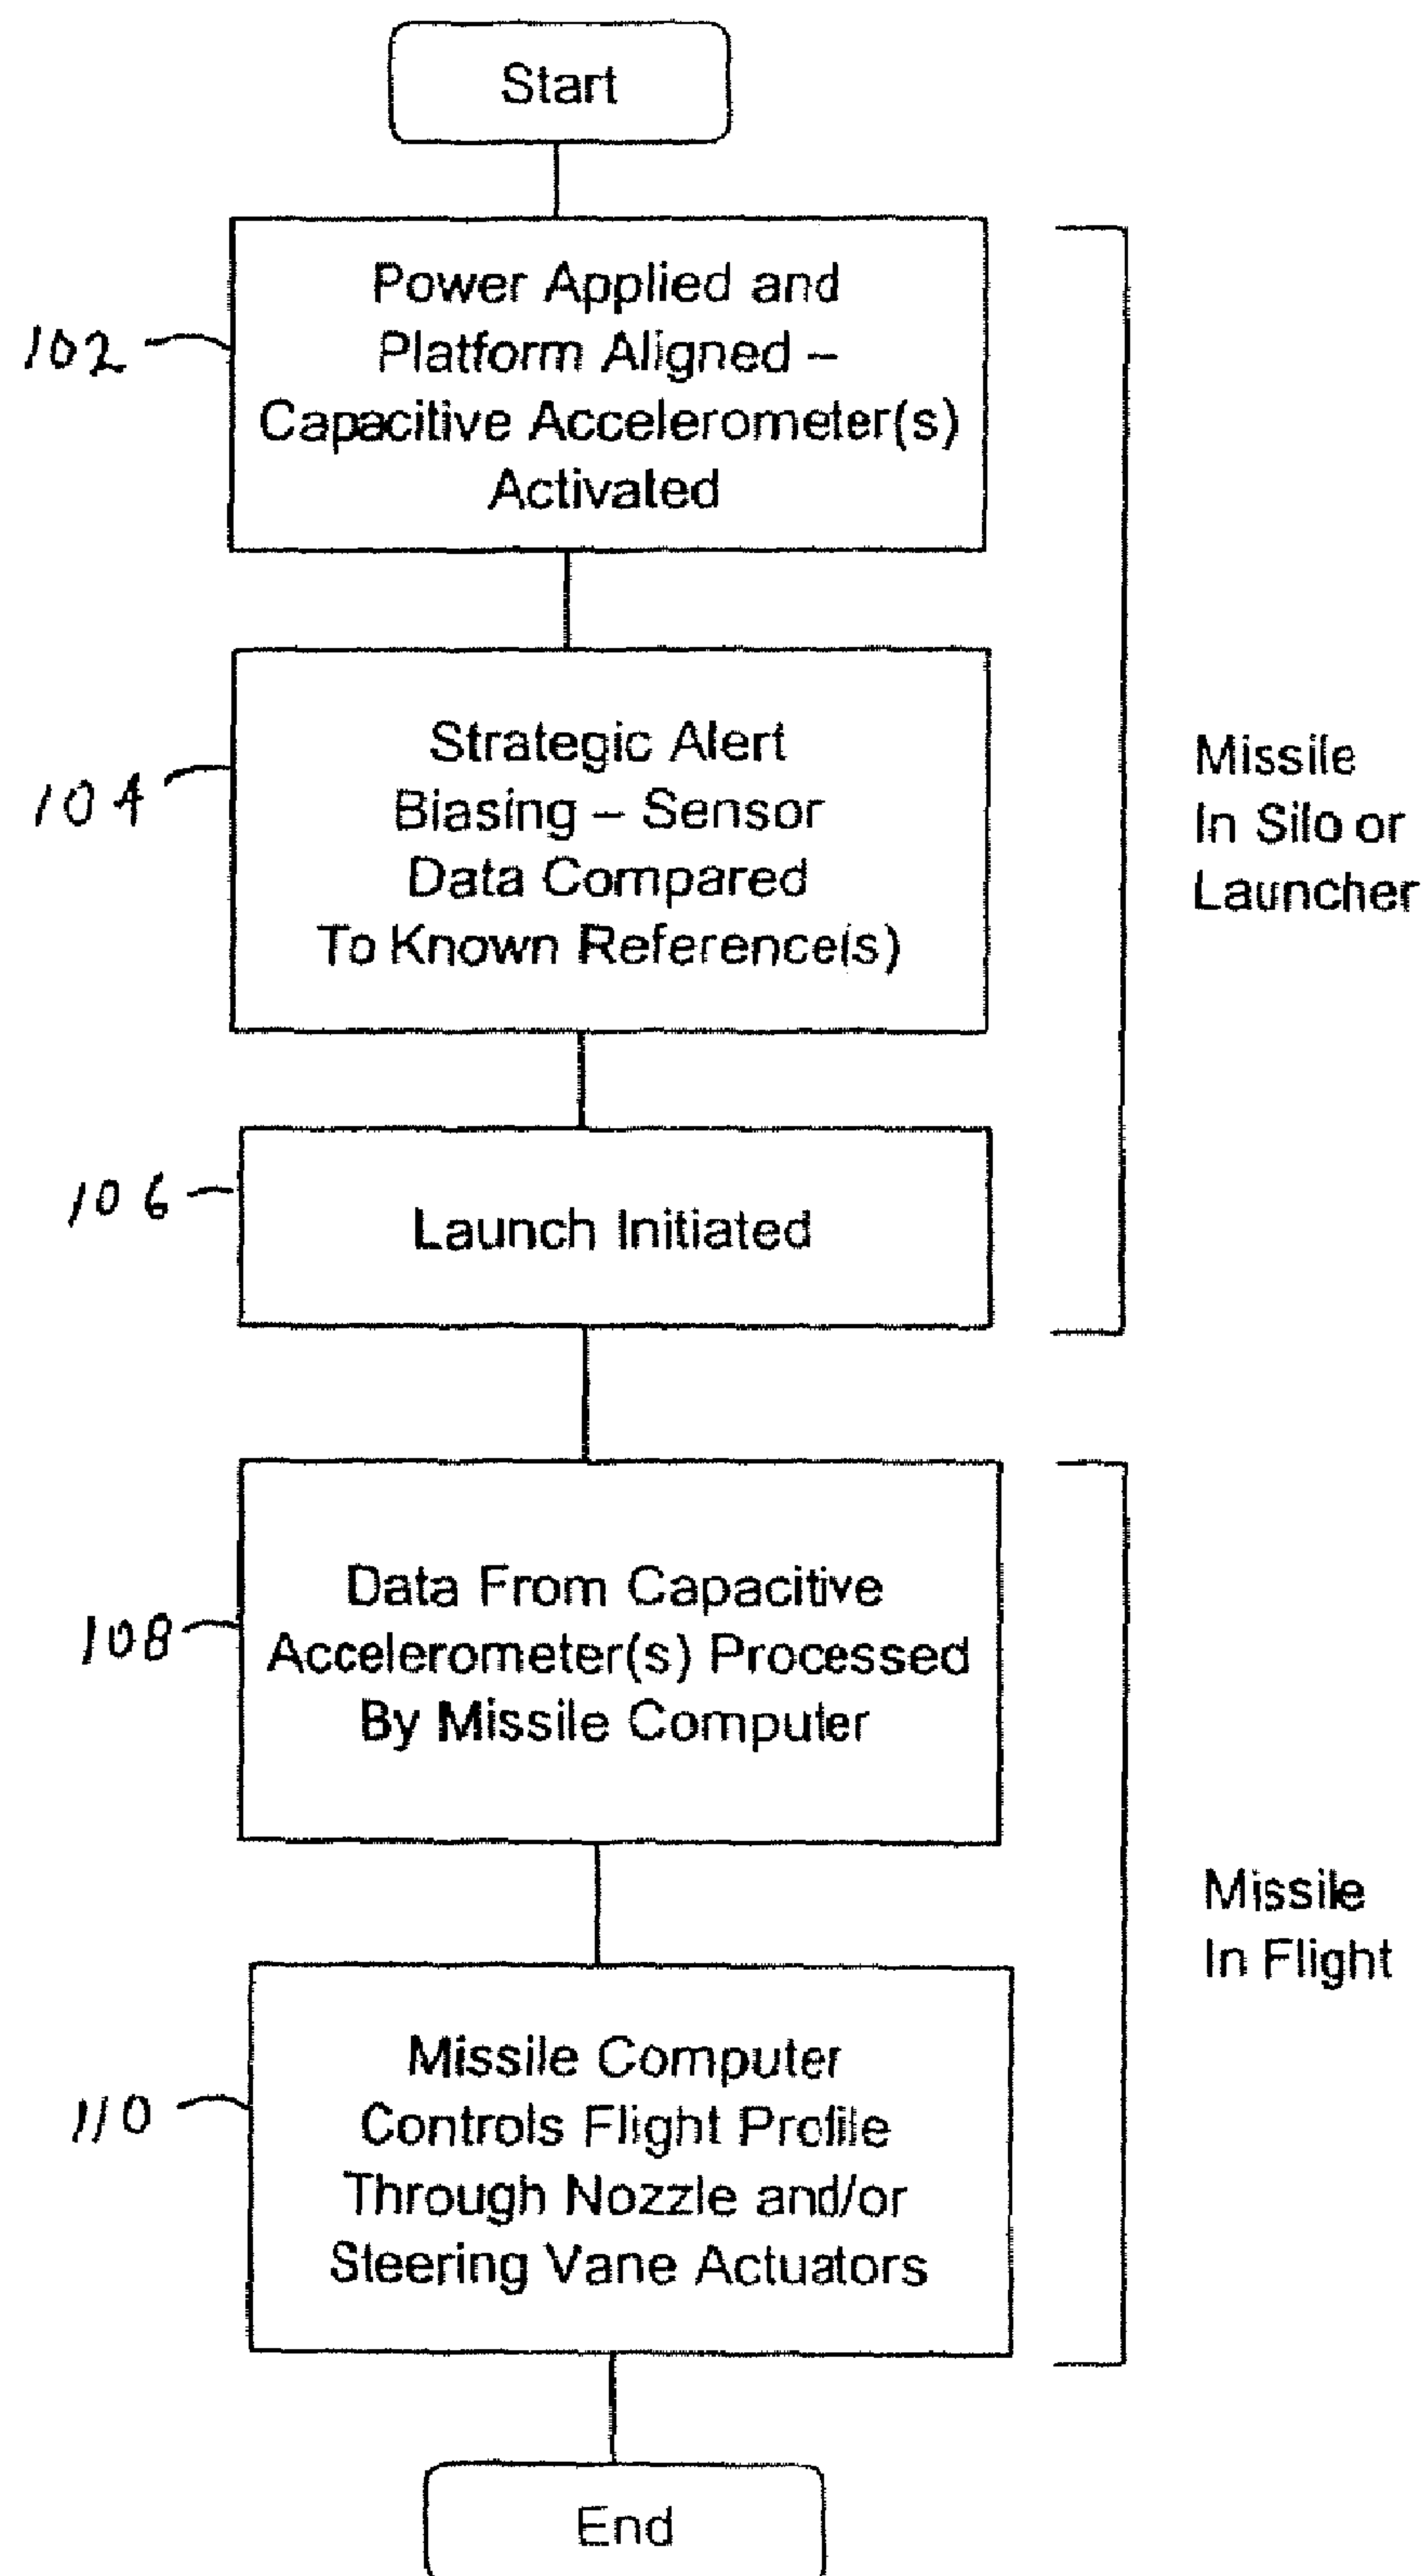 Start
102
Power Applied and
Platform Aligned –
Capacitive Accelerometer(s)
Activated
104
Strategic Alert
Biasing – Sensor
Data Compared
To Known Reference(s)
Missile
In Silo or
Launcher
106
Launch Initiated
108
Data From Capacitive
Accelerometer(s) Processed
By Missile Computer
Missile
In Flight
110
Missile Computer
Controls Flight Profile
Through Nozzle and/or
Steering Vane Actuators
End